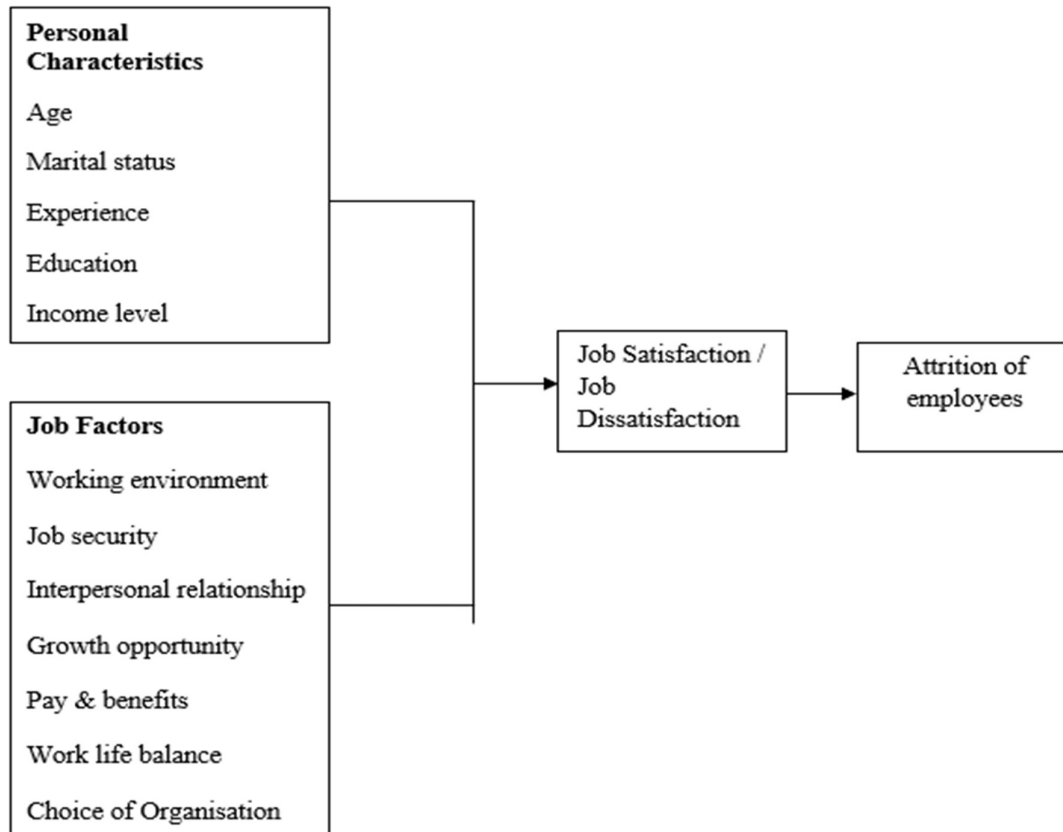 Personal
Characteristics
Age
Marital status
Experience
Education
Income level
Job Factors
Working environment
Job security
Interpersonal relationship
Growth opportunity
Pay & benefits
Work life balance
Choice of Organisation
Job Satisfaction /
Job
Dissatisfaction
Attrition of
employees